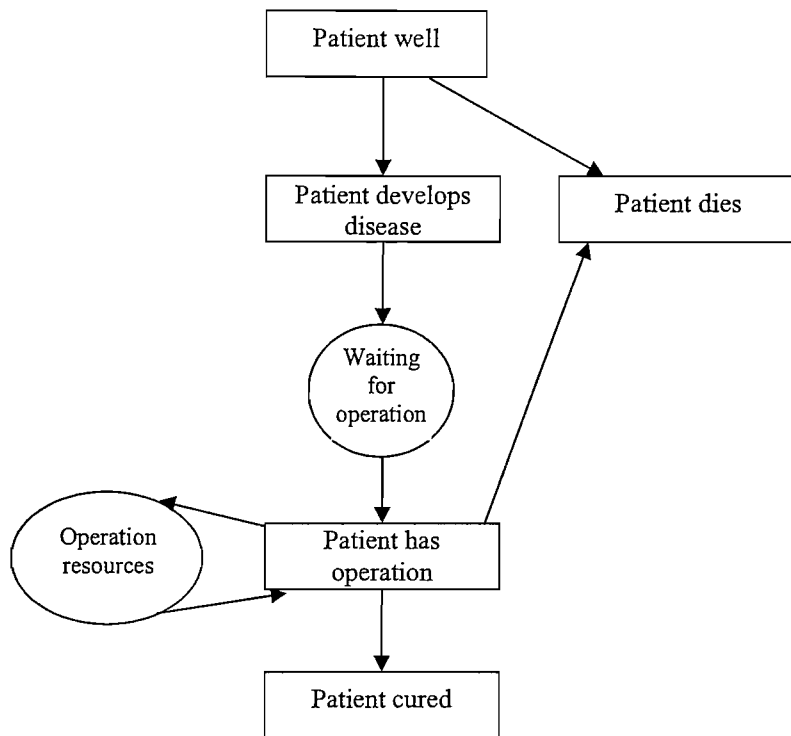 Patient well
Patient develops
disease
Patient dies
Waiting
for
operation
Operation
resources
Patient has
operation
Patient cured